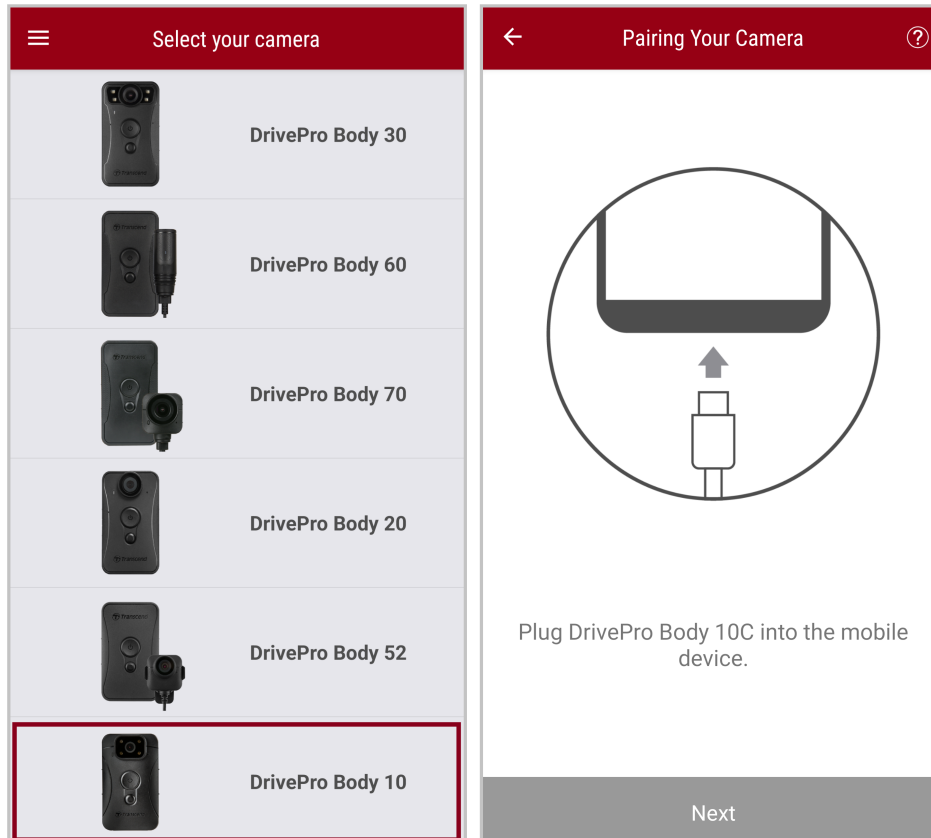 Select your camera
DrivePro Body 30
DrivePro Body 60
DrivePro Body 70
DrivePro Body 20
DrivePro Body 52
DrivePro Body 10
Pairing Your Camera
?
Plug DrivePro Body 10C into the mobile
device.
Next